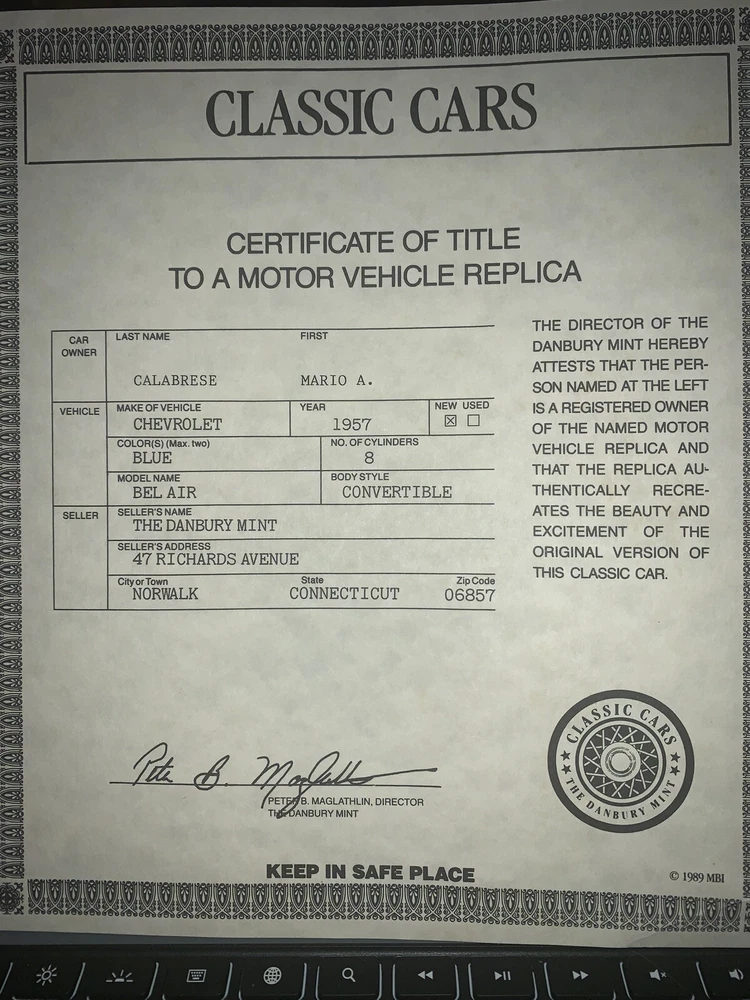 CLASSIC CARS
CERTIFICATE OF TITLE
TO A MOTOR VEHICLE REPLICA
CAR OWNER
LAST NAME FIRST
CALABRESE MARIO A.
VEHICLE
MAKE OF VEHICLE YEAR NEW USED
CHEVROLET 1957 ☒ ☐
COLOR(S) (Max. two) NO. OF CYLINDERS
BLUE 8
MODEL NAME BODY STYLE
BEL AIR CONVERTIBLE
SELLER
SELLER'S NAME
THE DANBURY MINT
SELLER'S ADDRESS
47 RICHARDS AVENUE
City or Town State Zip Code
NORWALK CONNECTICUT 06857
THE DIRECTOR OF THE
DANBURY MINT HEREBY
ATTESTS THAT THE PER-
SON NAMED AT THE LEFT
IS A REGISTERED OWNER
OF THE NAMED MOTOR
VEHICLE REPLICA AND
THAT THE REPLICA AU-
THENTICALLY RECRE-
ATES THE BEAUTY AND
EXCITEMENT OF THE
ORIGINAL VERSION OF
THIS CLASSIC CAR.
Peter B. Maglathlin
PETER B. MAGLATHLIN, DIRECTOR
THE DANBURY MINT
CLASSIC CARS
★ THE DANBURY MINT ★
KEEP IN SAFE PLACE
© 1989 MBI